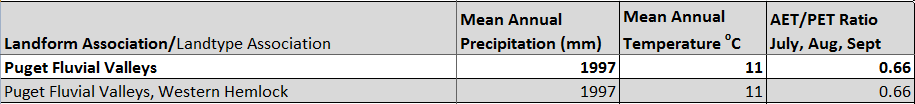 Landform Association/Landtype Association Mean Annual Precipitation (mm) Mean Annual Temperature °C AET/PET Ratio July, Aug, Sept
Puget Fluvial Valleys 1997 11 0.66
Puget Fluvial Valleys, Western Hemlock 1997 11 0.66